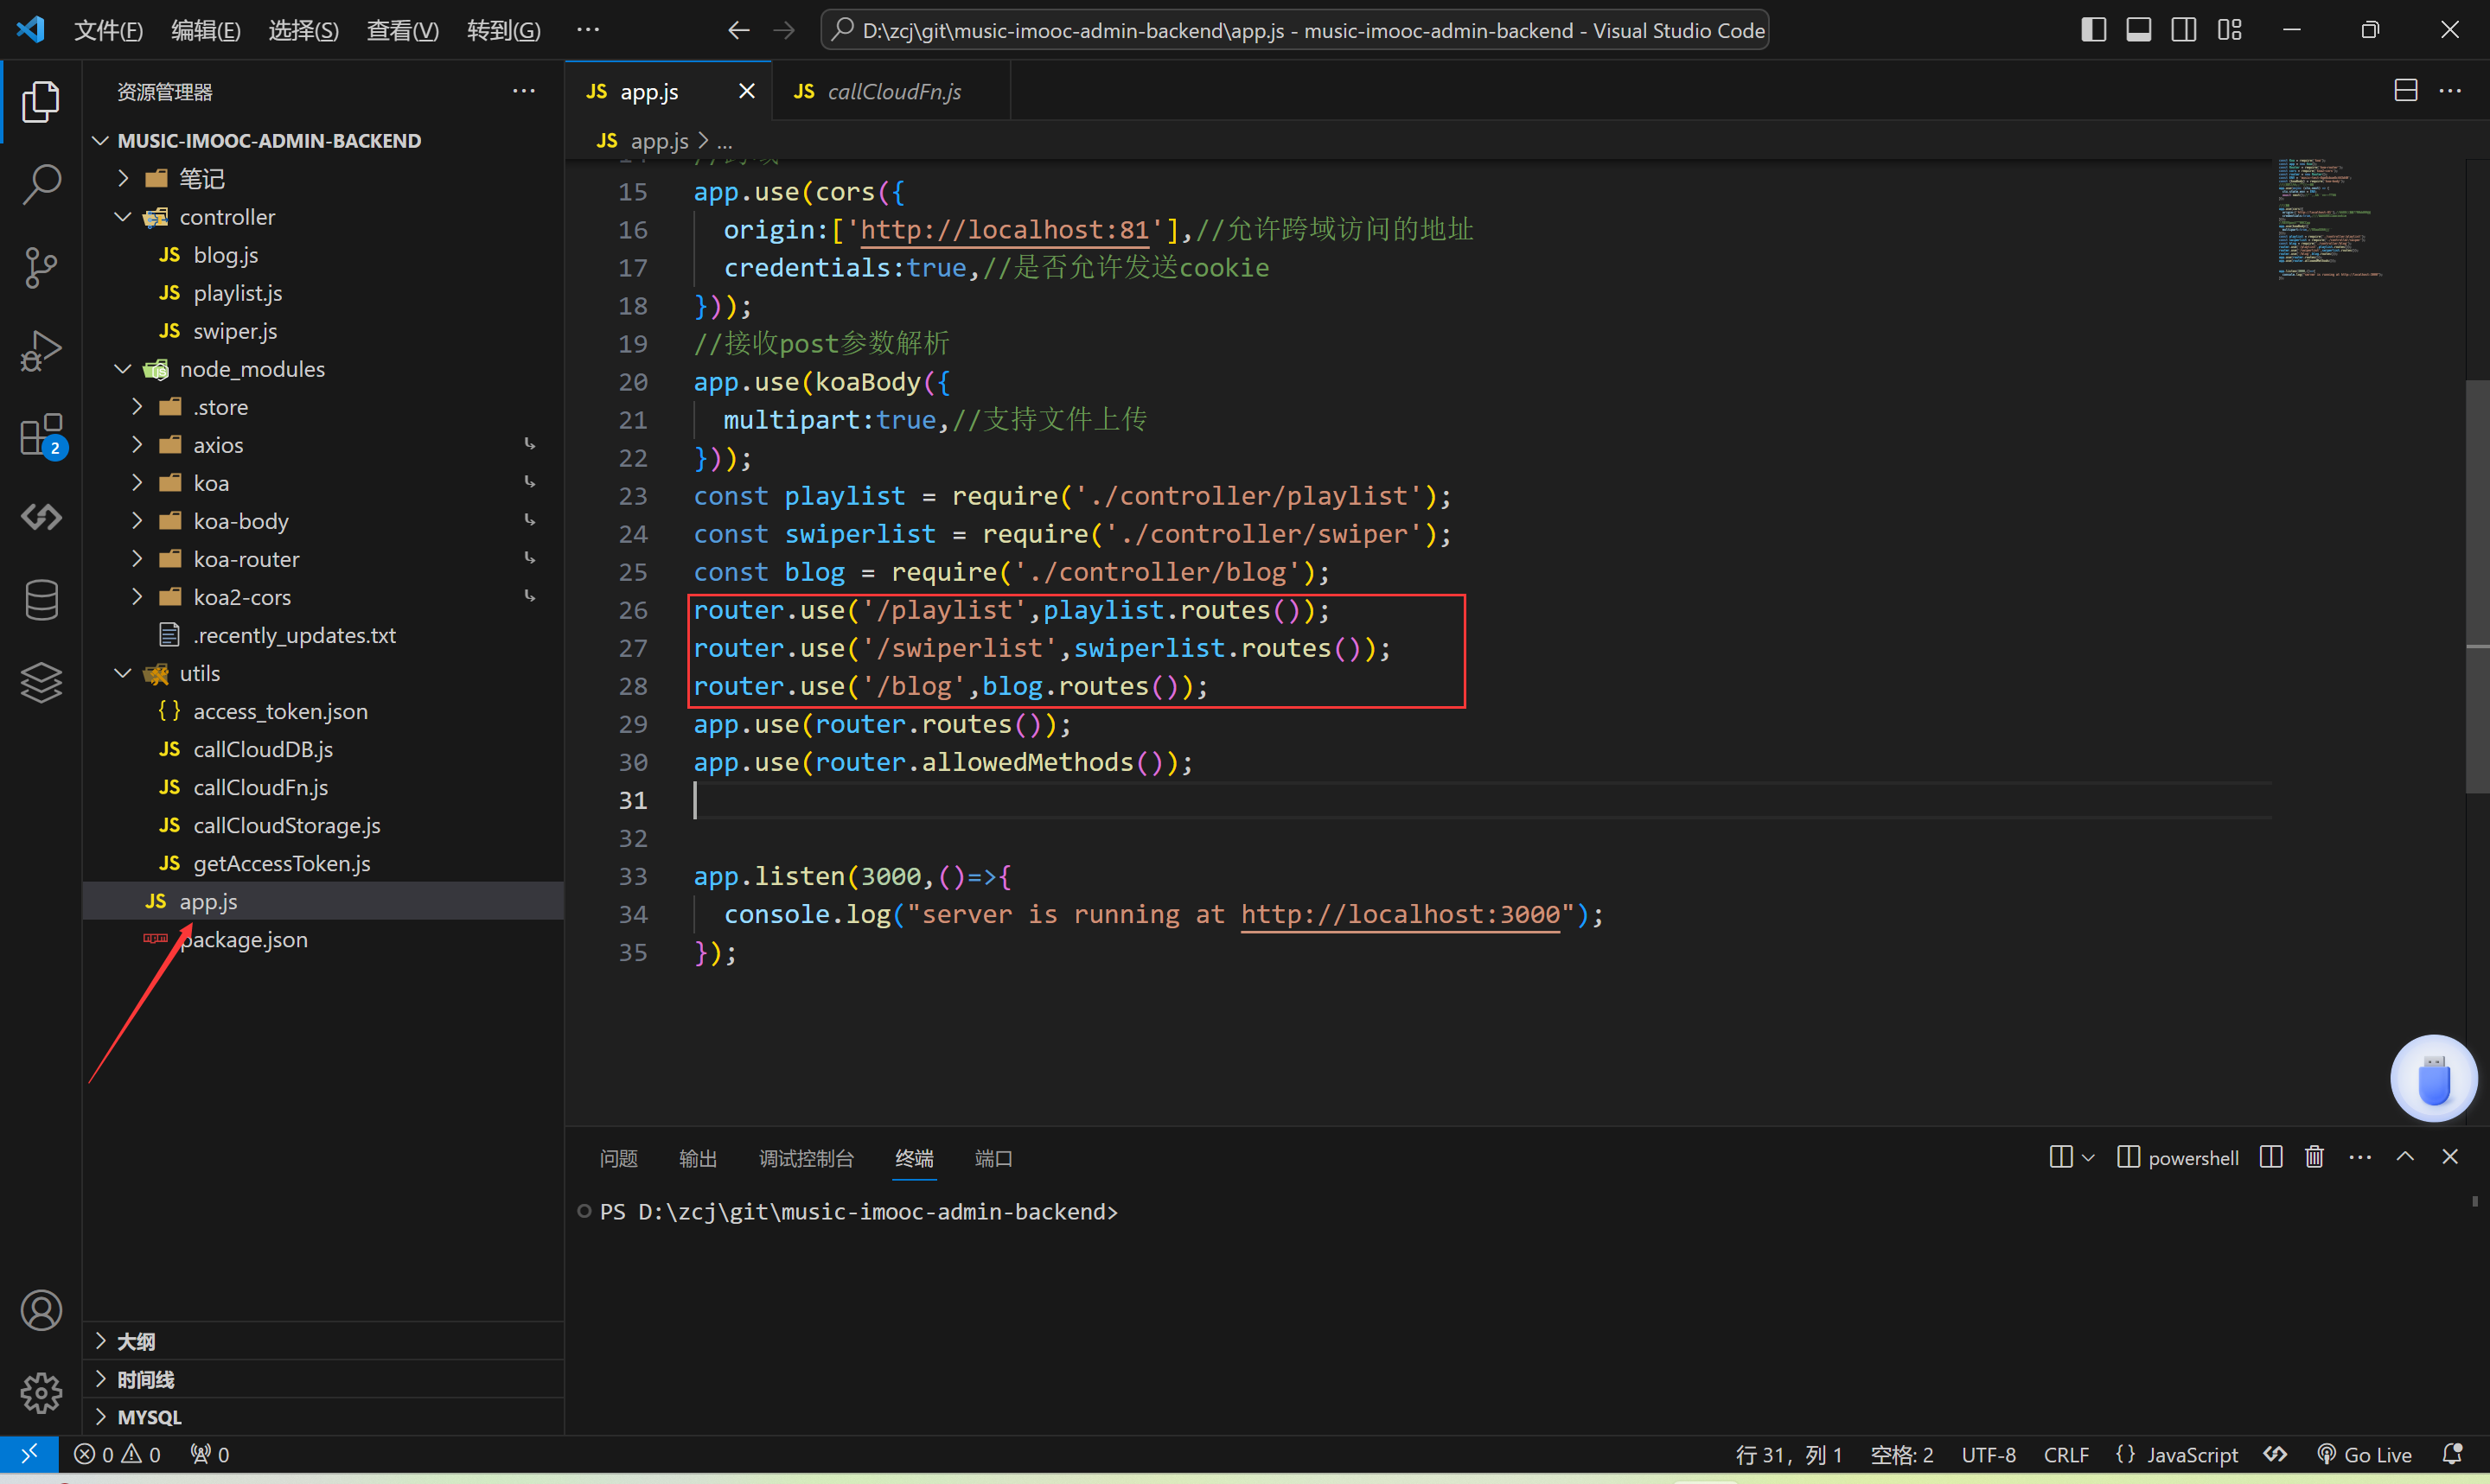 文件(F) 编辑(E) 选择(S) 查看(V) 转到(G) ··· D:\zcj\git\music-imooc-admin-backend\app.js - music-imooc-admin-backend - Visual Studio Code
资源管理器 ···
MUSIC-IMOOC-ADMIN-BACKEND
笔记
controller
JS blog.js
JS playlist.js
JS swiper.js
node_modules
.store
axios
koa
koa-body
koa-router
koa2-cors
.recently_updates.txt
utils
{} access_token.json
JS callCloudDB.js
JS callCloudFn.js
JS callCloudStorage.js
JS getAccessToken.js
JS app.js
package.json
大纲
时间线
MYSQL
2
JS app.js JS callCloudFn.js
JS app.js > ...
14 //跨域
15 app.use(cors({
16 origin:['http://localhost:81'],//允许跨域访问的地址
17 credentials:true,//是否允许发送cookie
18 }));
19 //接收post参数解析
20 app.use(koaBody({
21 multipart:true,//支持文件上传
22 }));
23 const playlist = require('./controller/playlist');
24 const swiperlist = require('./controller/swiper');
25 const blog = require('./controller/blog');
26 router.use('/playlist',playlist.routes());
27 router.use('/swiperlist',swiperlist.routes());
28 router.use('/blog',blog.routes());
29 app.use(router.routes());
30 app.use(router.allowedMethods());
31
32
33 app.listen(3000,()=>{
34 console.log("server is running at http://localhost:3000");
35 });
问题 输出 调试控制台 终端 端口 powershell
PS D:\zcj\git\music-imooc-admin-backend>
0 0 0 行 31，列 1 空格: 2 UTF-8 CRLF {} JavaScript Go Live